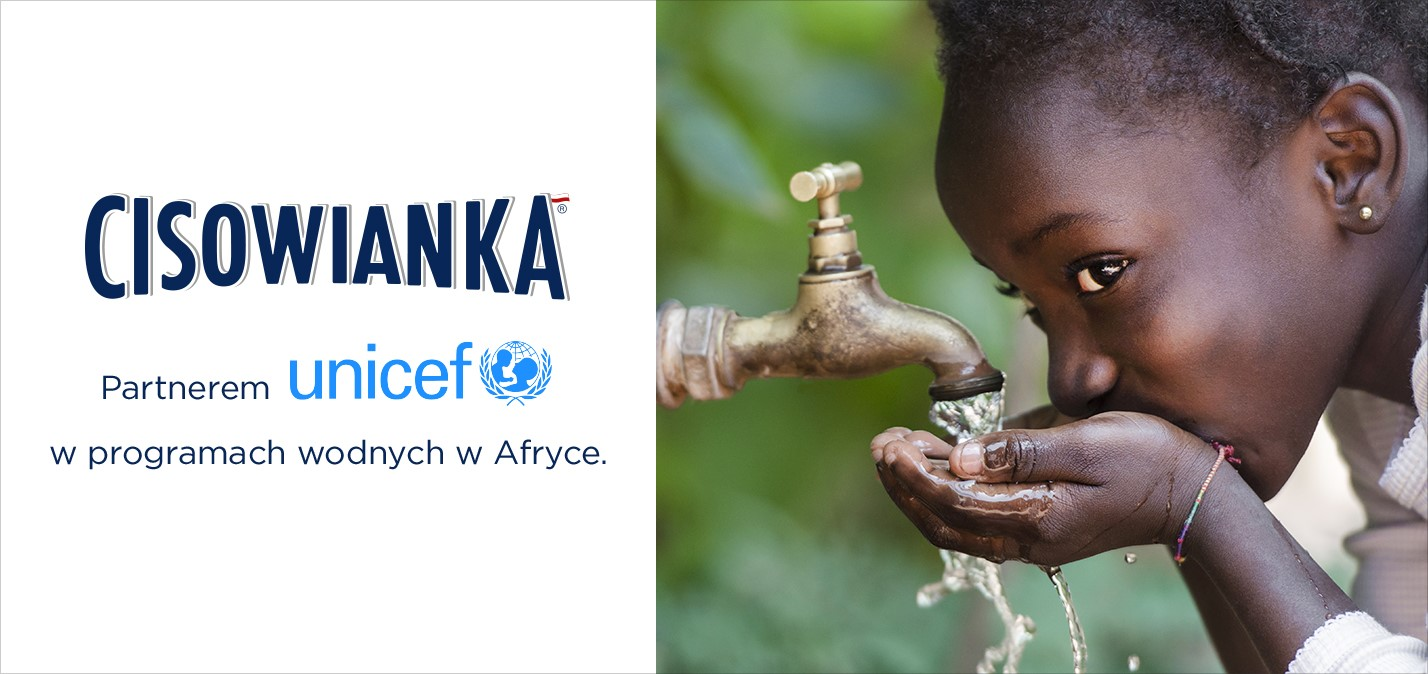 CISOWIANKA®
Partnerem unicef
w programach wodnych w Afryce.